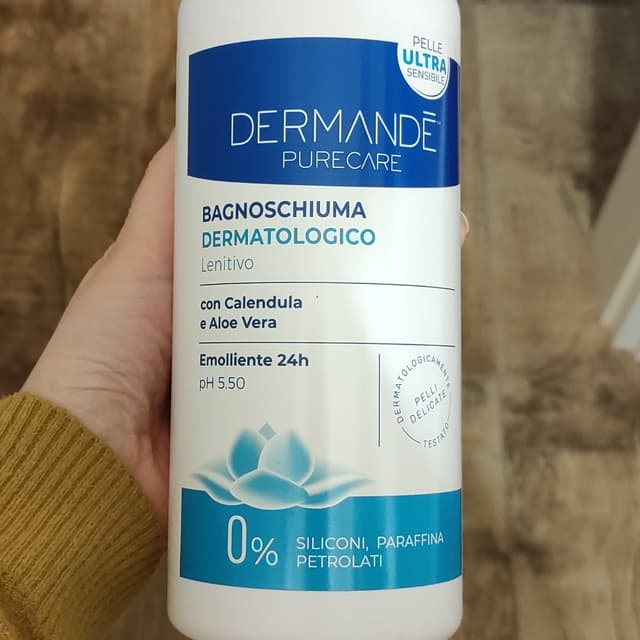 PELLE
ULTRA
SENSIBILE
DERMANDĒ™
PURECARE
BAGNOSCHIUMA
DERMATOLOGICO
Lenitivo
con Calendula
e Aloe Vera
Emolliente 24h
pH 5.50
DERMATOLOGICAMENTE
PELLI
DELICATE
TESTATO
0% SILICONI, PARAFFINA
PETROLATI